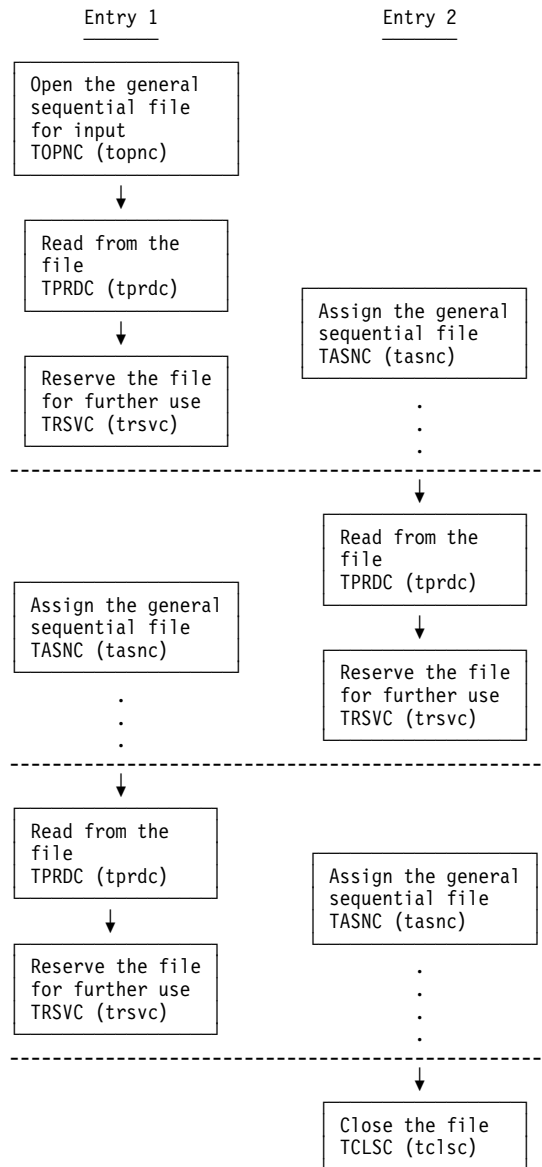 Entry 1
Entry 2
Open the general
sequential file
for input
TOPNC (topnc)
Read from the
file
TPRDC (tprdc)
Assign the general
sequential file
TASNC (tasnc)
Reserve the file
for further use
TRSVC (trsvc)
Read from the
file
TPRDC (tprdc)
Assign the general
sequential file
TASNC (tasnc)
Reserve the file
for further use
TRSVC (trsvc)
Read from the
file
TPRDC (tprdc)
Assign the general
sequential file
TASNC (tasnc)
Reserve the file
for further use
TRSVC (trsvc)
Close the file
TCLSC (tclsc)